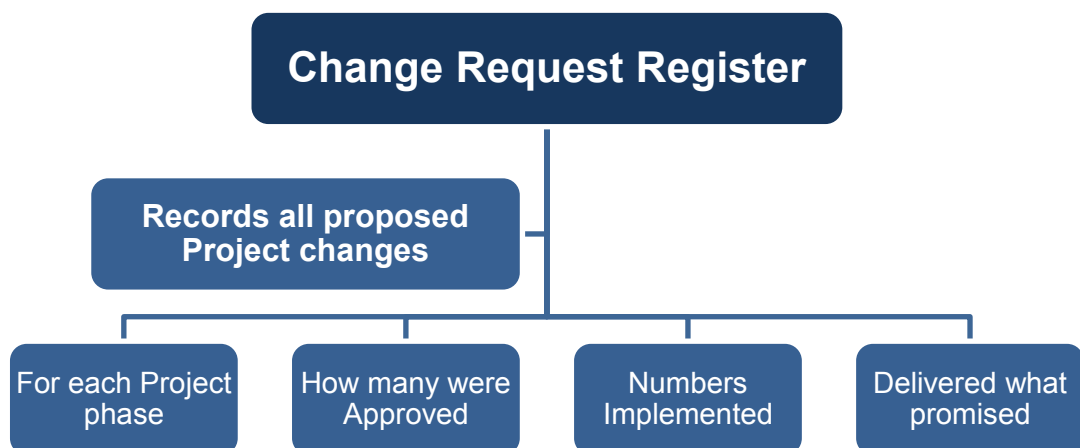 Change Request Register
Records all proposed
Project changes
For each Project
phase
How many were
Approved
Numbers
Implemented
Delivered what
promised